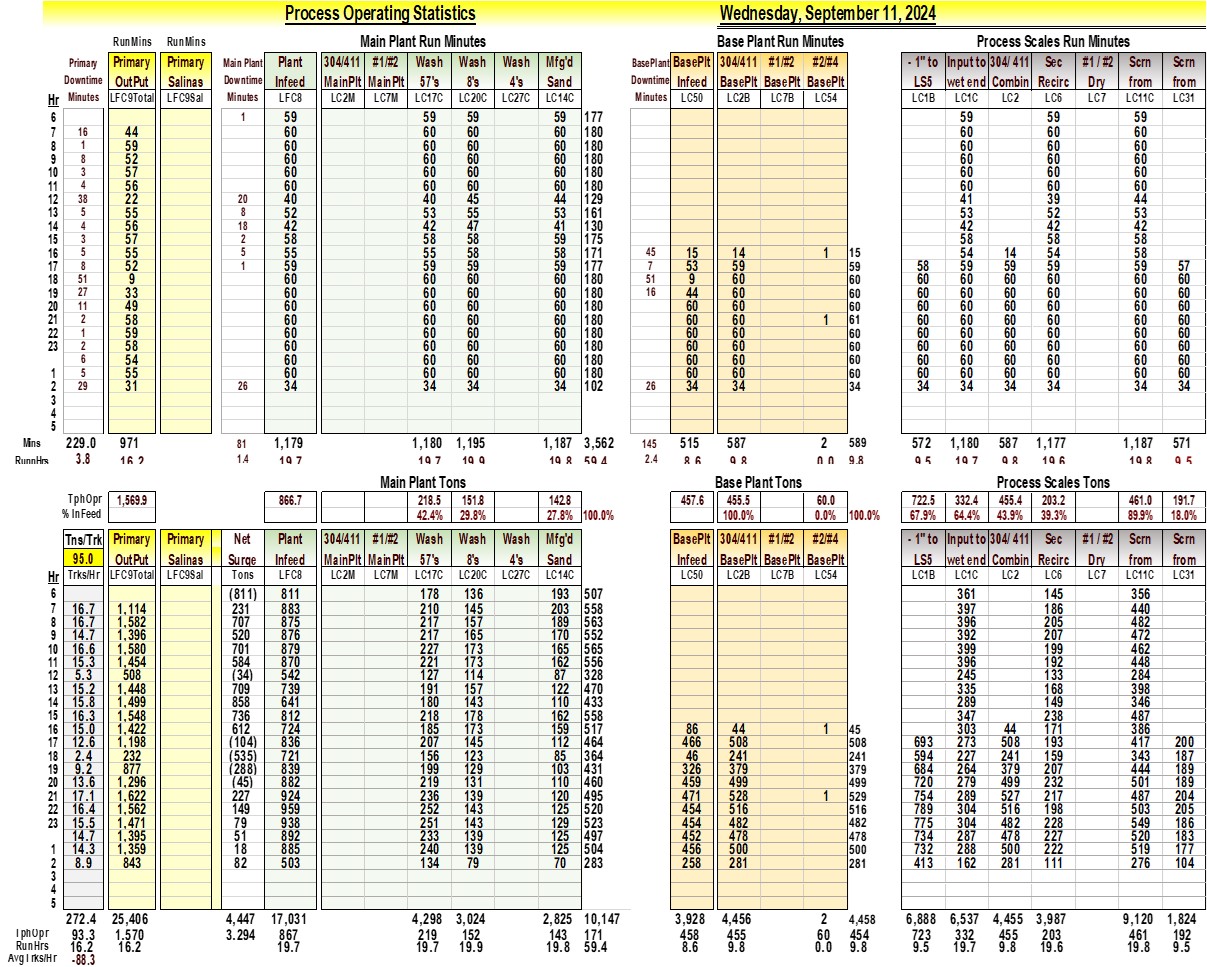 Process Operating Statistics Wednesday, September 11, 2024
RunMins RunMins Main Plant Run Minutes Base Plant Run Minutes Process Scales Run Minutes
Primary Primary Primary Main Plant Plant 304/411 #1/#2 Wash Wash Wash Mfg'd BasePlant BasePlt 304/411 #1/#2 #2/#4 - 1" to Input to 304/ 411 Sec #1 / #2 Scrn Scrn
Downtime OutPut Salinas Downtime Infeed MainPlt MainPlt 57's 8's 4's Sand Downtime Infeed BasePlt BasePlt BasePlt LS5 wet end Combin Recirc Dry from from
Hr Minutes LFC9Total LFC9Sal Minutes LFC8 LC2M LC7M LC17C LC20C LC27C LC14C Minutes LC50 LC2B LC7B LC54 LC1B LC1C LC2 LC6 LC7 LC11C LC31
6 1 59 59 59 59 177 59 59 59
7 16 44 60 60 60 60 180 60 60 60
8 1 59 60 60 60 60 180 60 60 60
9 8 52 60 60 60 60 180 60 60 60
10 3 57 60 60 60 60 180 60 60 60
11 4 56 60 60 60 60 180 60 60 60
12 38 22 20 40 40 45 44 129 41 39 44
13 5 55 8 52 53 55 53 161 53 52 53
14 4 56 18 42 42 47 41 130 42 42 42
15 3 57 2 58 58 58 59 175 58 58 58
16 5 55 5 55 55 58 58 171 45 15 14 1 15 54 14 54 58
17 8 52 1 59 59 59 59 177 7 53 59 59 58 59 59 59 59 57
18 51 9 60 60 60 60 180 51 9 60 60 60 60 60 60 60 60
19 27 33 60 60 60 60 180 16 44 60 60 60 60 60 60 60 60
20 11 49 60 60 60 60 180 60 60 60 60 60 60 60 60 60
21 2 58 60 60 60 60 180 60 60 1 61 60 60 60 60 60 60
22 1 59 60 60 60 60 180 60 60 60 60 60 60 60 60 60
23 2 58 60 60 60 60 180 60 60 60 60 60 60 60 60 60
6 54 60 60 60 60 180 60 60 60 60 60 60 60 60 60
1 5 55 60 60 60 60 180 60 60 60 60 60 60 60 60 60
2 29 31 26 34 34 34 34 102 26 34 34 34 34 34 34 34 34 34
3
4
5
Mins 229.0 971 81 1,179 1,180 1,195 1,187 3,562 145 515 587 2 589 572 1,180 587 1,177 1,187 571
RunnHrs 3.8 16.2 1.4 19.7 19.7 19.9 19.8 59.4 2.4 8.6 9.8 0.0 9.8 9.5 19.7 9.8 19.6 19.8 9.5
Main Plant Tons Base Plant Tons Process Scales Tons
TphOpr 1,569.9 866.7 218.5 151.8 142.8 457.6 455.5 60.0 722.5 332.4 455.4 203.2 461.0 191.7
% InFeed 42.4% 29.8% 27.8% 100.0% 100.0% 0.0% 100.0% 67.9% 64.4% 43.9% 39.3% 89.9% 18.0%
Tns/Trk Primary Primary Net Plant 304/411 #1/#2 Wash Wash Wash Mfg'd BasePlt 304/411 #1/#2 #2/#4 - 1" to Input to 304/ 411 Sec #1 / #2 Scrn Scrn
95.0 OutPut Salinas Surge Infeed MainPlt MainPlt 57's 8's 4's Sand Infeed BasePlt BasePlt BasePlt LS5 wet end Combin Recirc Dry from from
Hr Trks/Hr LFC9Total LFC9Sal Tons LFC8 LC2M LC7M LC17C LC20C LC27C LC14C LC50 LC2B LC7B LC54 LC1B LC1C LC2 LC6 LC7 LC11C LC31
6 (811) 811 178 136 193 507 361 145 356
7 16.7 1,114 231 883 210 145 203 558 397 186 440
8 16.7 1,582 707 875 217 157 189 563 396 205 482
9 14.7 1,396 520 876 217 165 170 552 392 207 472
10 16.6 1,580 701 879 227 173 165 565 399 199 462
11 15.3 1,454 584 870 221 173 162 556 396 192 448
12 5.3 508 (34) 542 127 114 87 328 245 133 284
13 15.2 1,448 709 739 191 157 122 470 335 168 398
14 15.8 1,499 858 641 180 143 110 433 289 149 346
15 16.3 1,548 736 812 218 178 162 558 347 238 487
16 15.0 1,422 612 724 185 173 159 517 86 44 1 45 303 44 171 386
17 12.6 1,198 (104) 836 207 145 112 464 466 508 508 693 273 508 193 417 200
18 2.4 232 (535) 721 156 123 85 364 46 241 241 594 227 241 159 343 187
19 9.2 877 (288) 839 199 129 103 431 326 379 379 684 264 379 207 444 189
20 13.6 1,296 (45) 882 219 131 110 460 459 499 499 720 279 499 232 501 189
21 17.1 1,622 227 924 236 139 120 495 471 528 1 529 754 289 527 217 487 204
22 16.4 1,562 149 959 252 143 125 520 454 516 516 789 304 516 198 503 205
23 15.5 1,471 79 938 251 143 129 523 454 482 482 775 304 482 228 549 186
14.7 1,395 51 892 233 139 125 497 452 478 478 734 287 478 227 520 183
1 14.3 1,359 18 885 240 139 125 504 456 500 500 732 288 500 222 519 177
2 8.9 843 82 503 134 79 70 283 258 281 281 413 162 281 111 276 104
3
4
5
272.4 25,406 4,447 17,031 4,298 3,024 2,825 10,147 3,928 4,456 2 4,458 6,888 6,537 4,455 3,987 9,120 1,824
TphOpr 93.3 1,570 3,294 867 219 152 143 171 458 455 60 454 723 332 455 203 461 192
RunHrs 16.2 16.2 19.7 19.7 19.9 19.8 59.4 8.6 9.8 0.0 9.8 9.5 19.7 9.8 19.6 19.8 9.5
AvgTrks/Hr -88.3